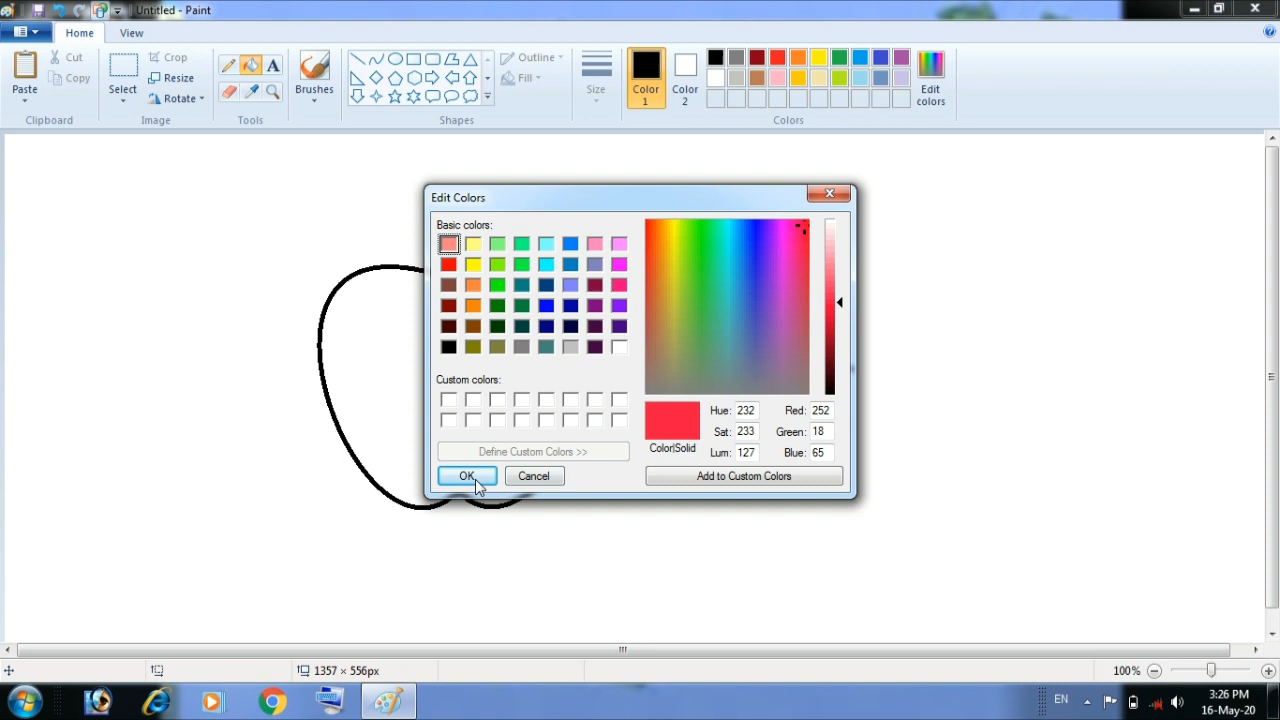 Untitled - Paint
Home
View
Paste
Cut
Copy
Clipboard
Select
Crop
Resize
Rotate
Image
A
Tools
Brushes
Outline
Fill
Shapes
Size
Color 1
Color 2
Edit colors
Colors
Edit Colors
Basic colors:
Custom colors:
Define Custom Colors >>
OK
Cancel
Color|Solid
Hue: 232
Sat: 233
Lum: 127
Red: 252
Green: 18
Blue: 65
Add to Custom Colors
1357 × 556px
100%
EN
3:26 PM
16-May-20